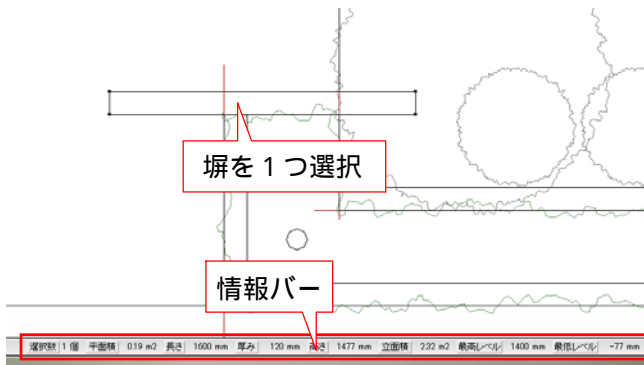 塀を１つ選択
情報バー
選択数 1 個 平面積 0.19 m2 長さ 1600 mm 厚み 120 mm 高さ 1477 mm 立面積 2.32 m2 最高レベル 1400 mm 最低レベル -77 mm